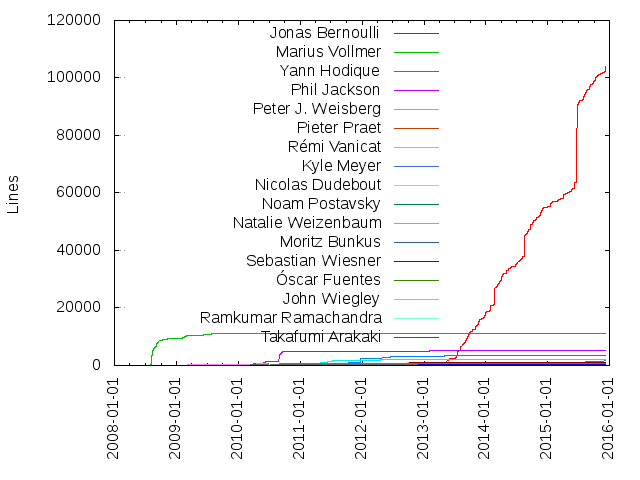 120000
100000
80000
60000
40000
20000
0
Lines
Jonas Bernoulli
Marius Vollmer
Yann Hodique
Phil Jackson
Peter J. Weisberg
Pieter Praet
Rémi Vanicat
Kyle Meyer
Nicolas Dudebout
Noam Postavsky
Natalie Weizenbaum
Moritz Bunkus
Sebastian Wiesner
Óscar Fuentes
John Wiegley
Ramkumar Ramachandra
Takafumi Arakaki
2008-01-01
2009-01-01
2010-01-01
2011-01-01
2012-01-01
2013-01-01
2014-01-01
2015-01-01
2016-01-01